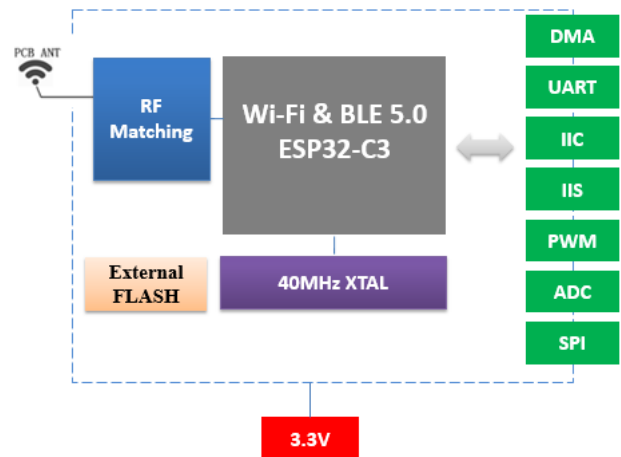 PCB ANT
RF
Matching
Wi-Fi & BLE 5.0
ESP32-C3
External
FLASH
40MHz XTAL
DMA
UART
IIC
IIS
PWM
ADC
SPI
3.3V